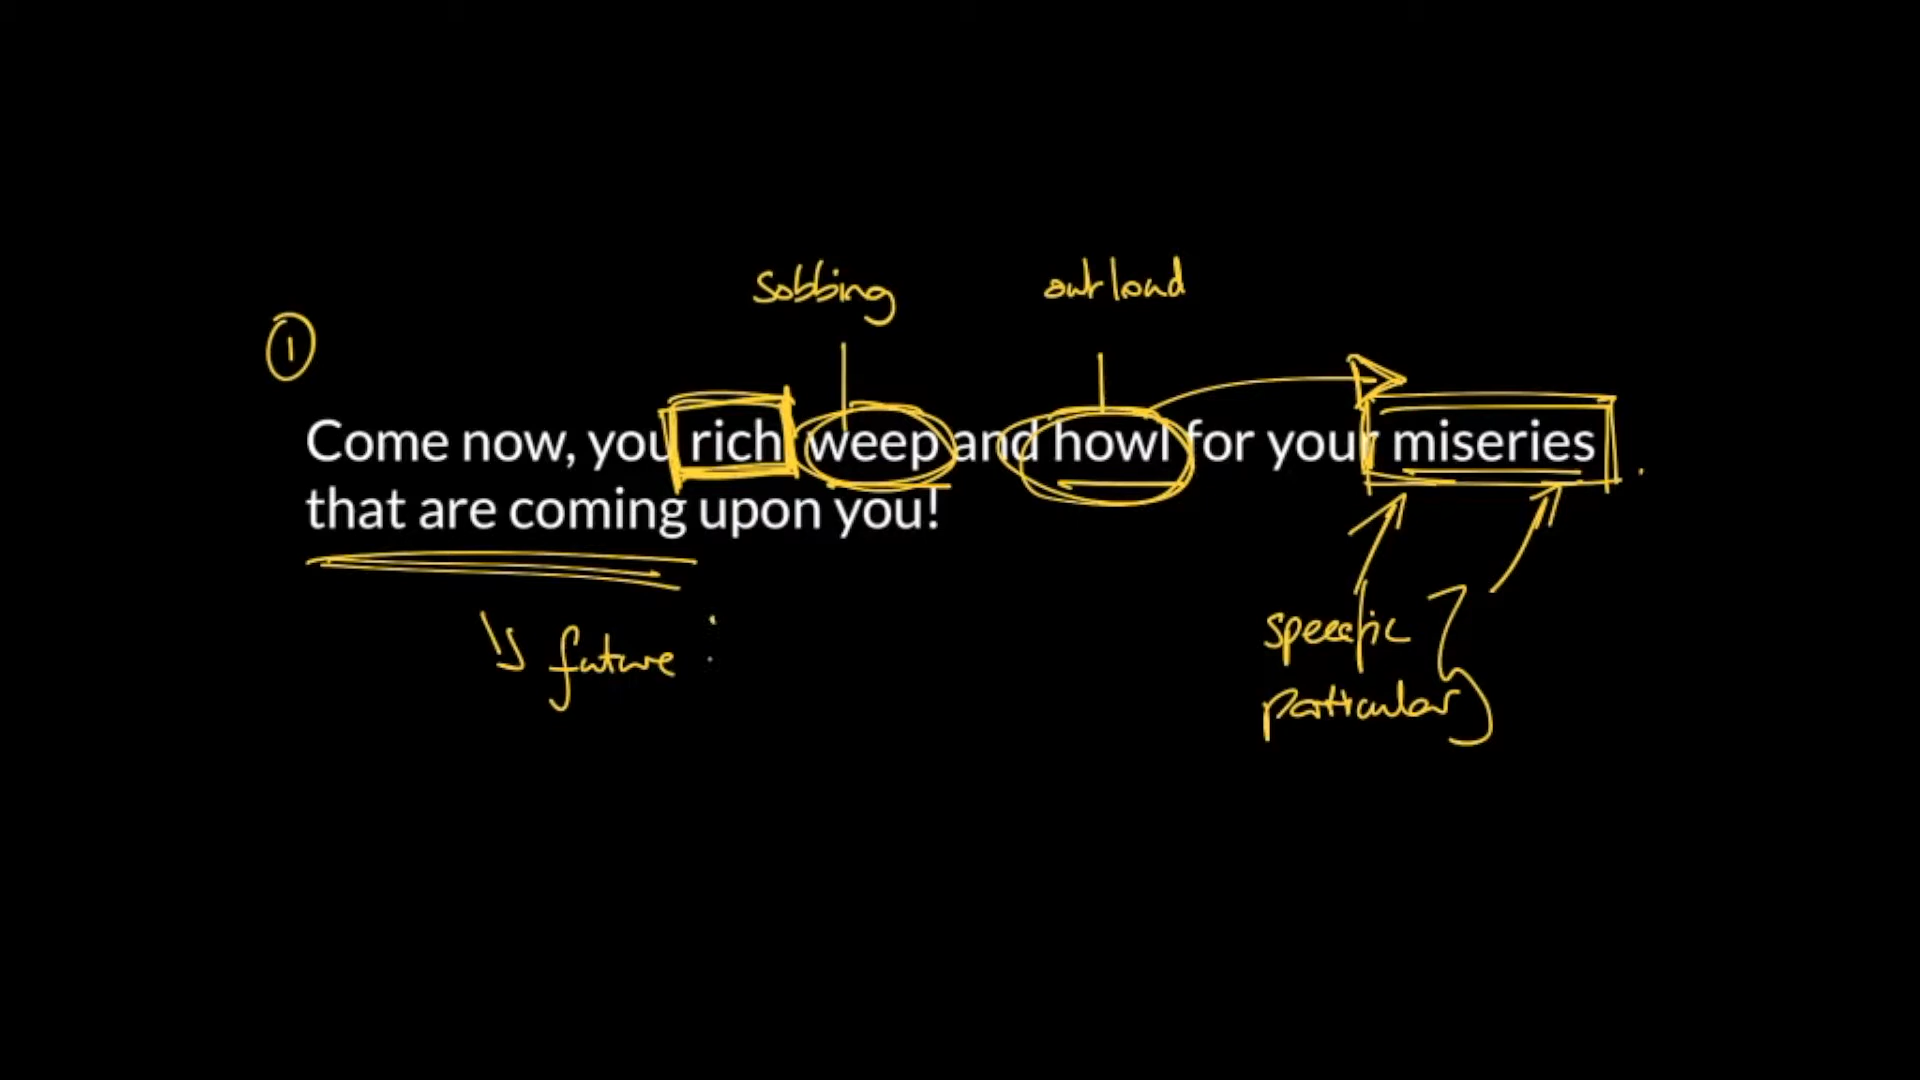 sobbing
out loud
1
Come now, you rich weep and howl for your miseries
that are coming upon you!
specific
future :
particular